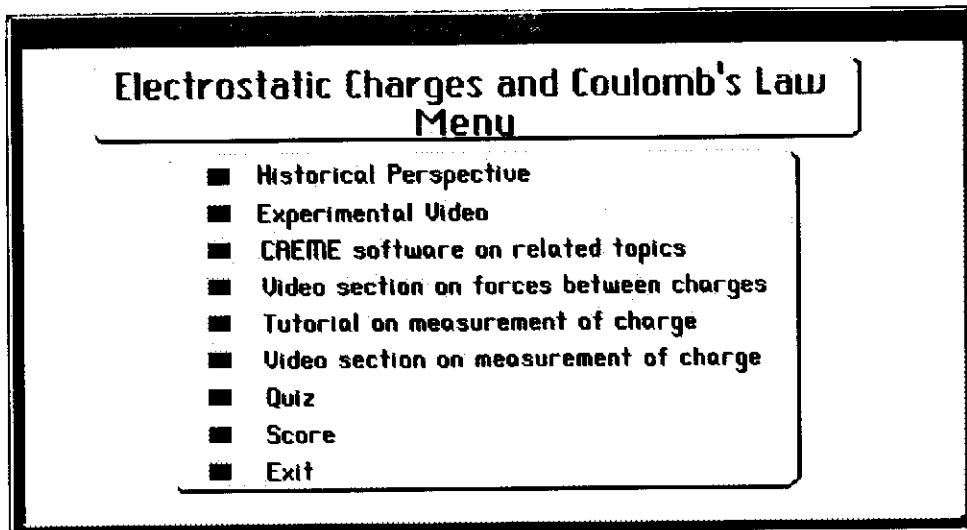 Electrostatic Charges and Coulomb's Law
Menu
Historical Perspective
Experimental Video
CAEME software on related topics
Video section on forces between charges
Tutorial on measurement of charge
Video section on measurement of charge
Quiz
Score
Exit